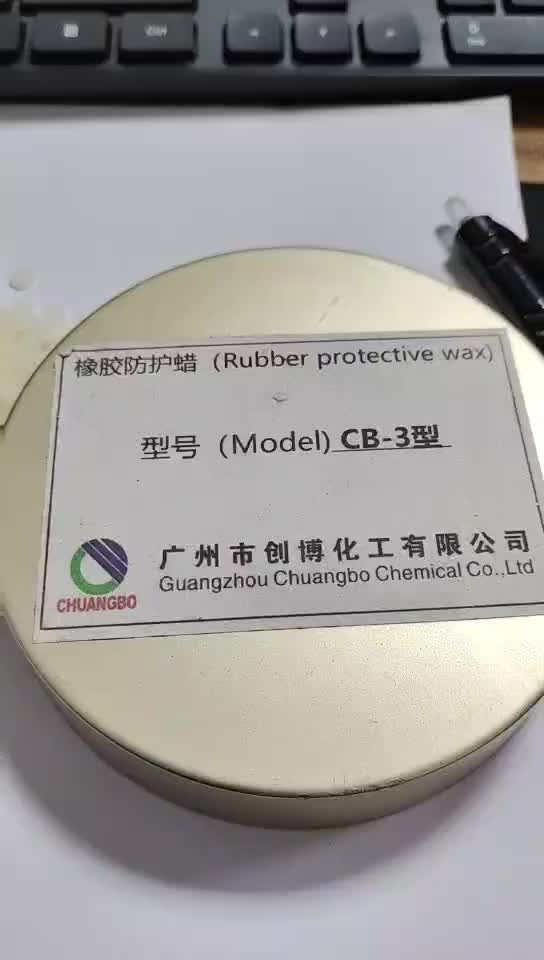 橡胶防护蜡 (Rubber protective wax)
型号 (Model) CB-3型
CHUANGBO
广州市创博化工有限公司
Guangzhou Chuangbo Chemical Co.,Ltd